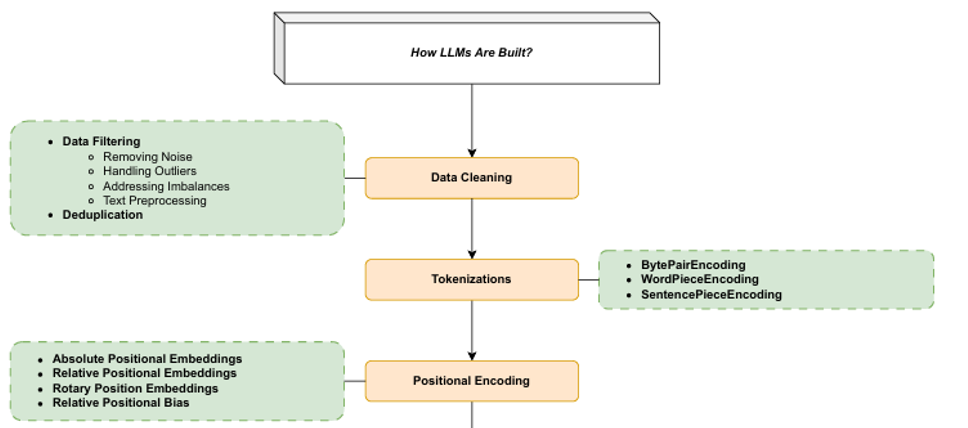 How LLMs Are Built?
Data Filtering
Removing Noise
Handling Outliers
Addressing Imbalances
Text Preprocessing
Deduplication
Data Cleaning
Tokenizations
BytePairEncoding
WordPieceEncoding
SentencePieceEncoding
Absolute Positional Embeddings
Relative Positional Embeddings
Rotary Position Embeddings
Relative Positional Bias
Positional Encoding